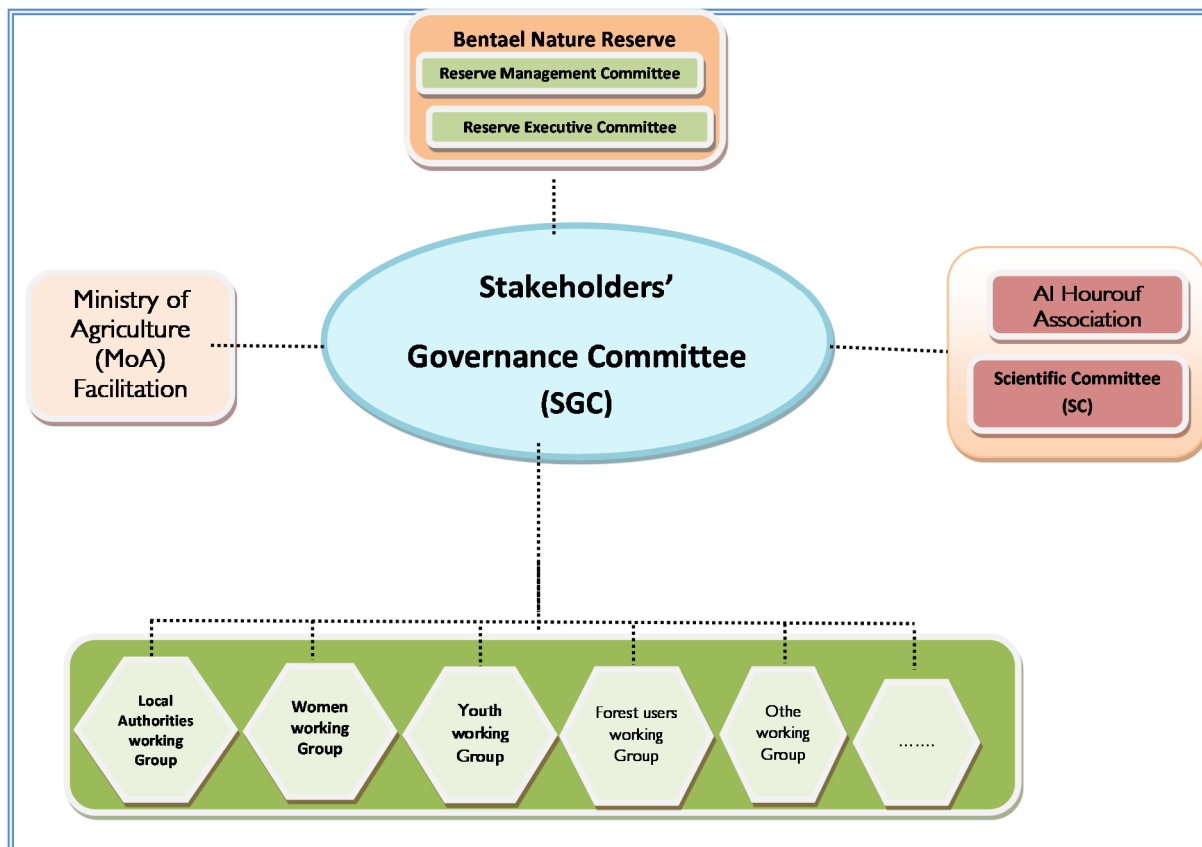 Bentael Nature Reserve
Reserve Management Committee
Reserve Executive Committee
Stakeholders’
Governance Committee
(SGC)
Ministry of
Agriculture
(MoA)
Facilitation
Al Hourouf
Association
Scientific Committee
(SC)
Local
Authorities
working
Group
Women
working
Group
Youth
working
Group
Forest users
working
Group
Othe
working
Group
.......